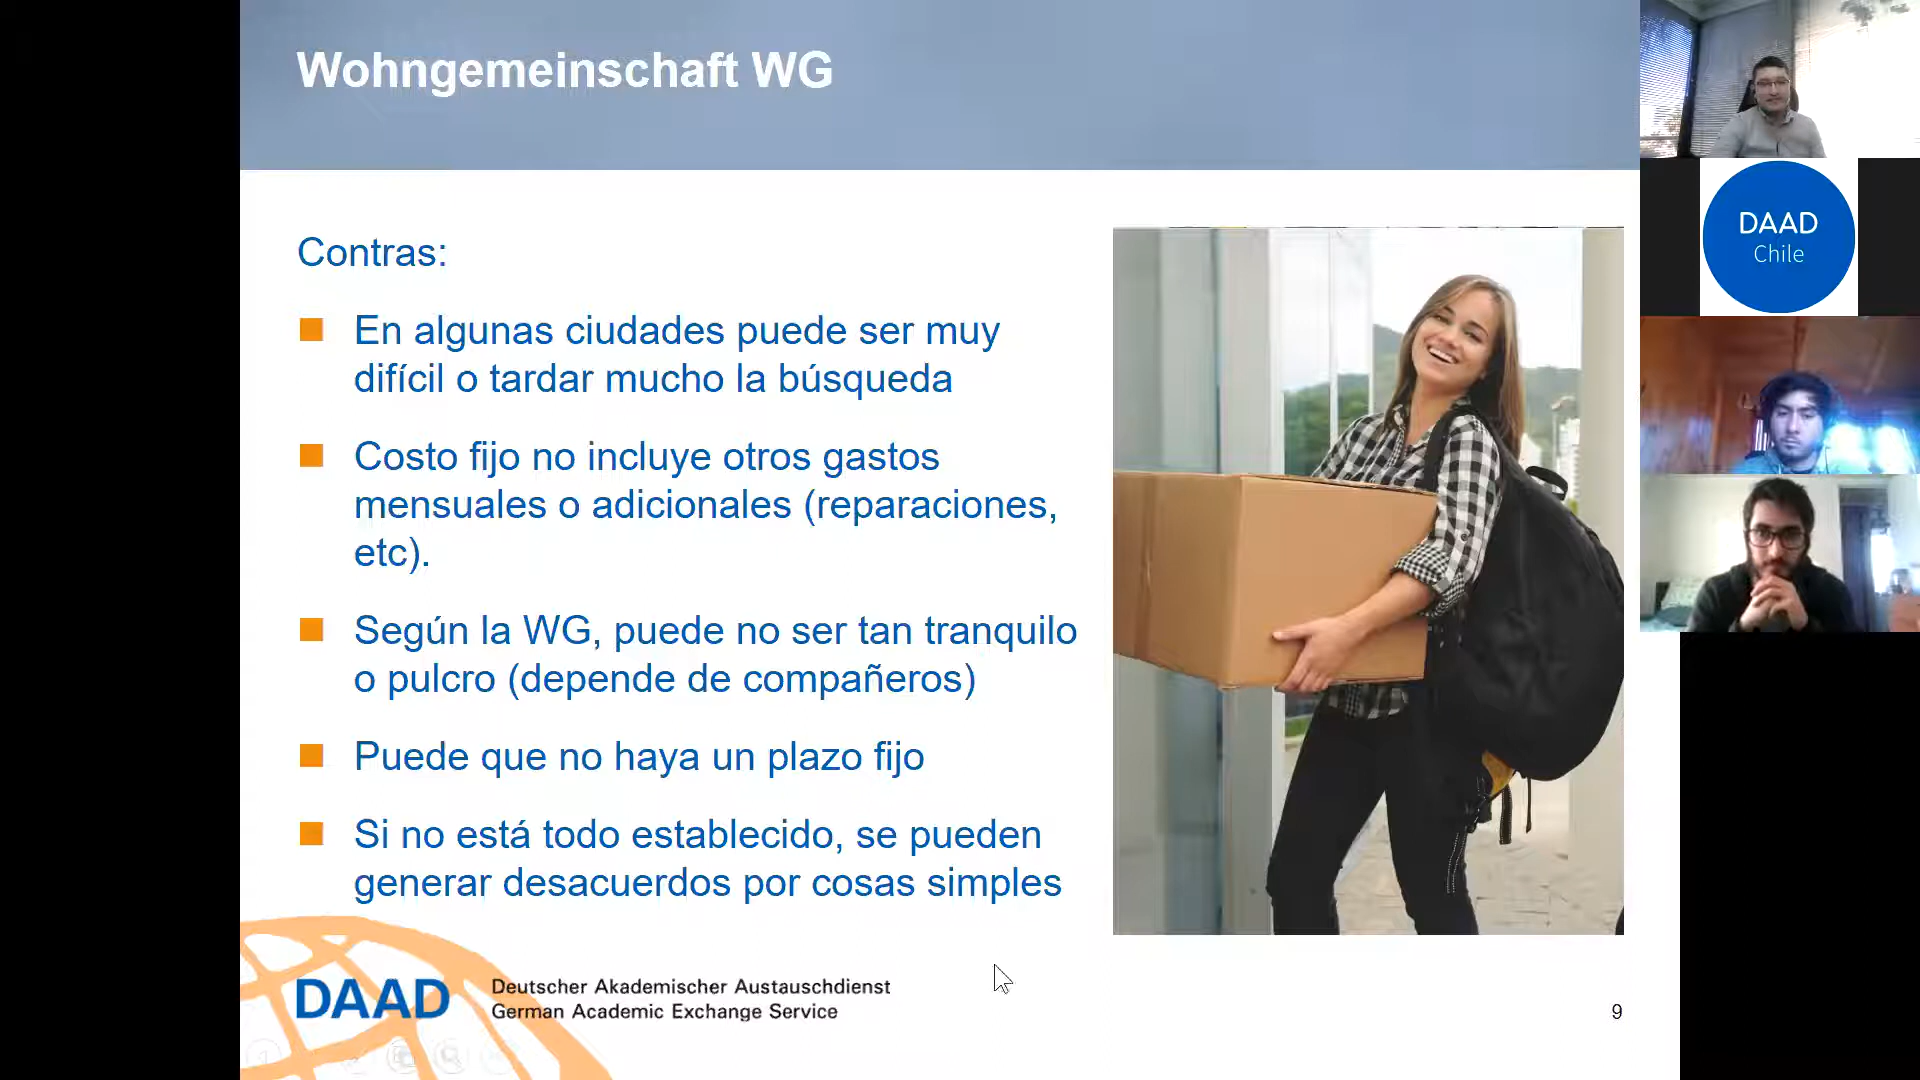 Wohngemeinschaft WG
Contras:
En algunas ciudades puede ser muy
difícil o tardar mucho la búsqueda
Costo fijo no incluye otros gastos
mensuales o adicionales (reparaciones,
etc).
Según la WG, puede no ser tan tranquilo
o pulcro (depende de compañeros)
Puede que no haya un plazo fijo
Si no está todo establecido, se pueden
generar desacuerdos por cosas simples
DAAD
Deutscher Akademischer Austauschdienst
German Academic Exchange Service
9
DAAD
Chile